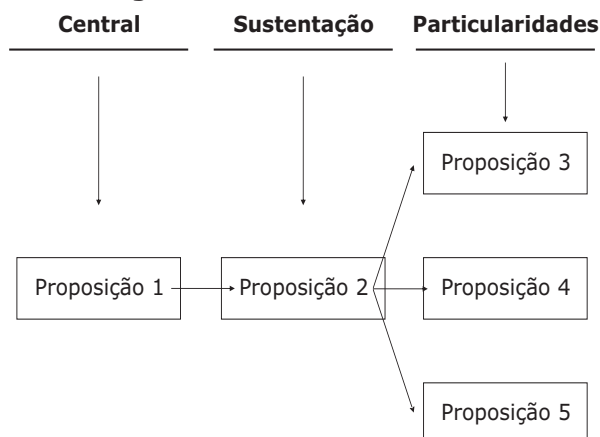 Central Sustentação Particularidades
Proposição 3
Proposição 1 Proposição 2 Proposição 4
Proposição 5